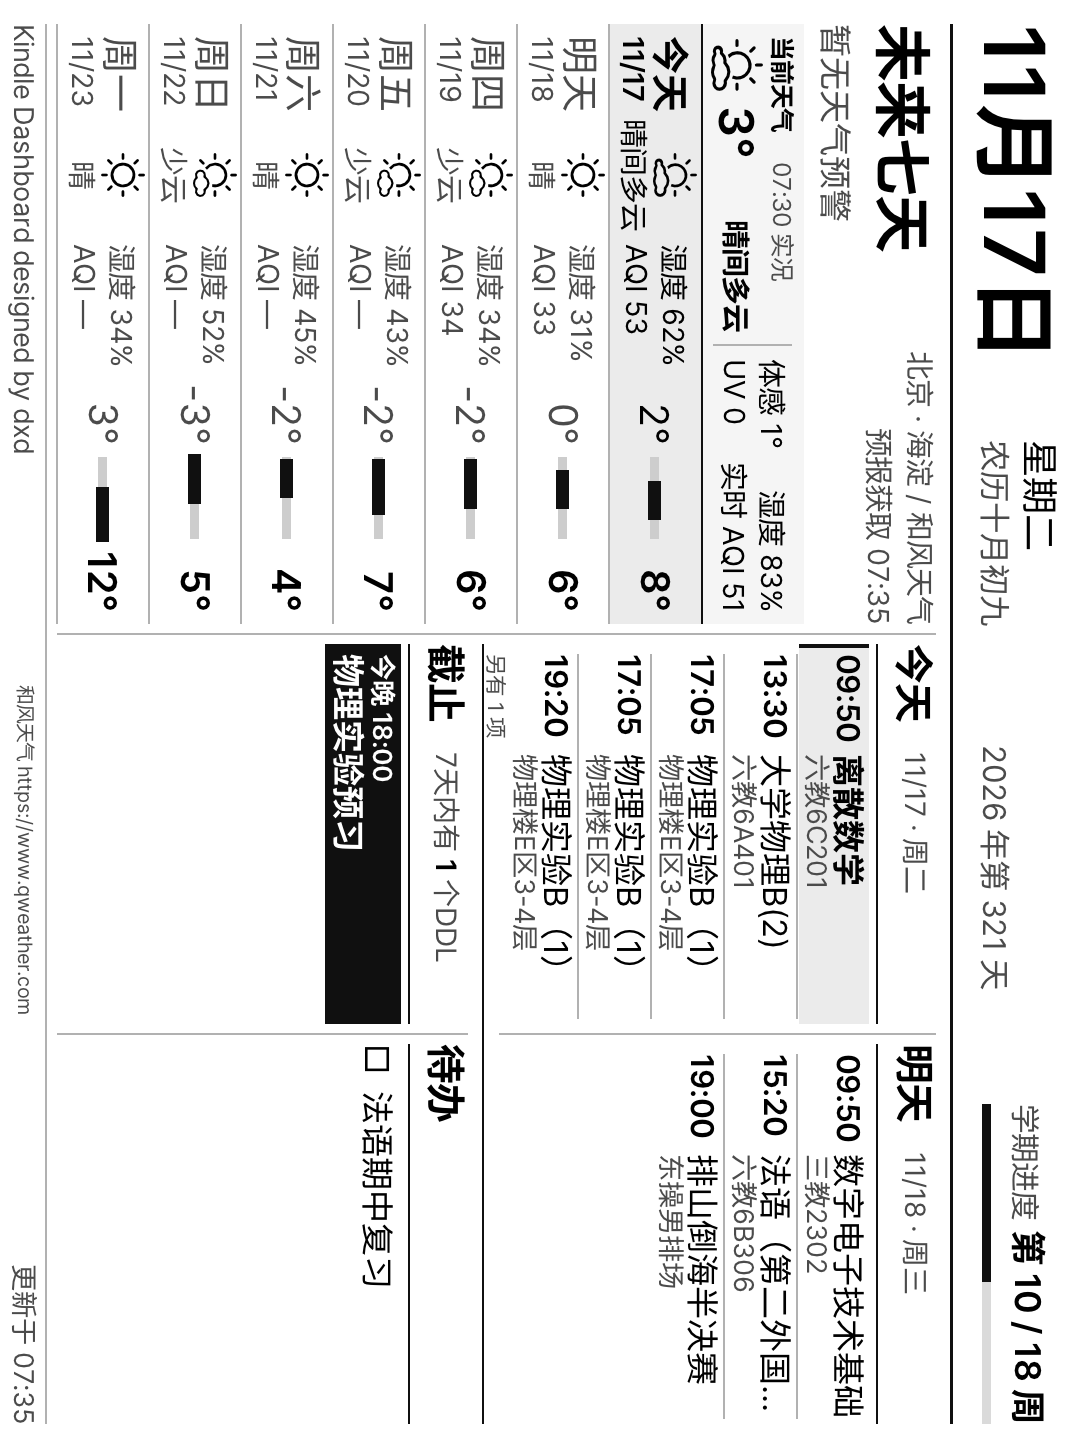 11月17日
星期二
农历十月初九
2026 年第 321 天
学期进度 第 10 / 18 周
未来七天
北京 · 海淀 / 和风天气
预报获取 07:35
暂无天气预警
当前天气 07:30 实况
3° 晴间多云
体感 1° 湿度 83%
UV 0 实时 AQI 51
今天 湿度 62% 2° 8°
11/17 晴间多云 AQI 53
明天 湿度 31% 0° 6°
11/18 晴 AQI 33
周四 湿度 34% -2° 6°
11/19 少云 AQI 34
周五 湿度 43% -2° 7°
11/20 少云 AQI —
周六 湿度 45% -2° 4°
11/21 晴 AQI —
周日 湿度 52% -3° 5°
11/22 少云 AQI —
周一 湿度 34% 3° 12°
11/23 晴 AQI —
今天 11/17 · 周二
09:50 离散数学
六教6C201
13:30 大学物理B(2)
六教6A401
17:05 物理实验B（1）
物理楼E区3-4层
17:05 物理实验B（1）
物理楼E区3-4层
19:20 物理实验B（1）
物理楼E区3-4层
另有 1 项
明天 11/18 · 周三
09:50 数字电子技术基础
三教2302
15:20 法语（第二外国…
六教6B306
19:00 排山倒海半决赛
东操男排场
截止 7天内有 1 个DDL
今晚 18:00
物理实验预习
待办
法语期中复习
Kindle Dashboard designed by dxd
和风天气 https://www.qweather.com
更新于 07:35